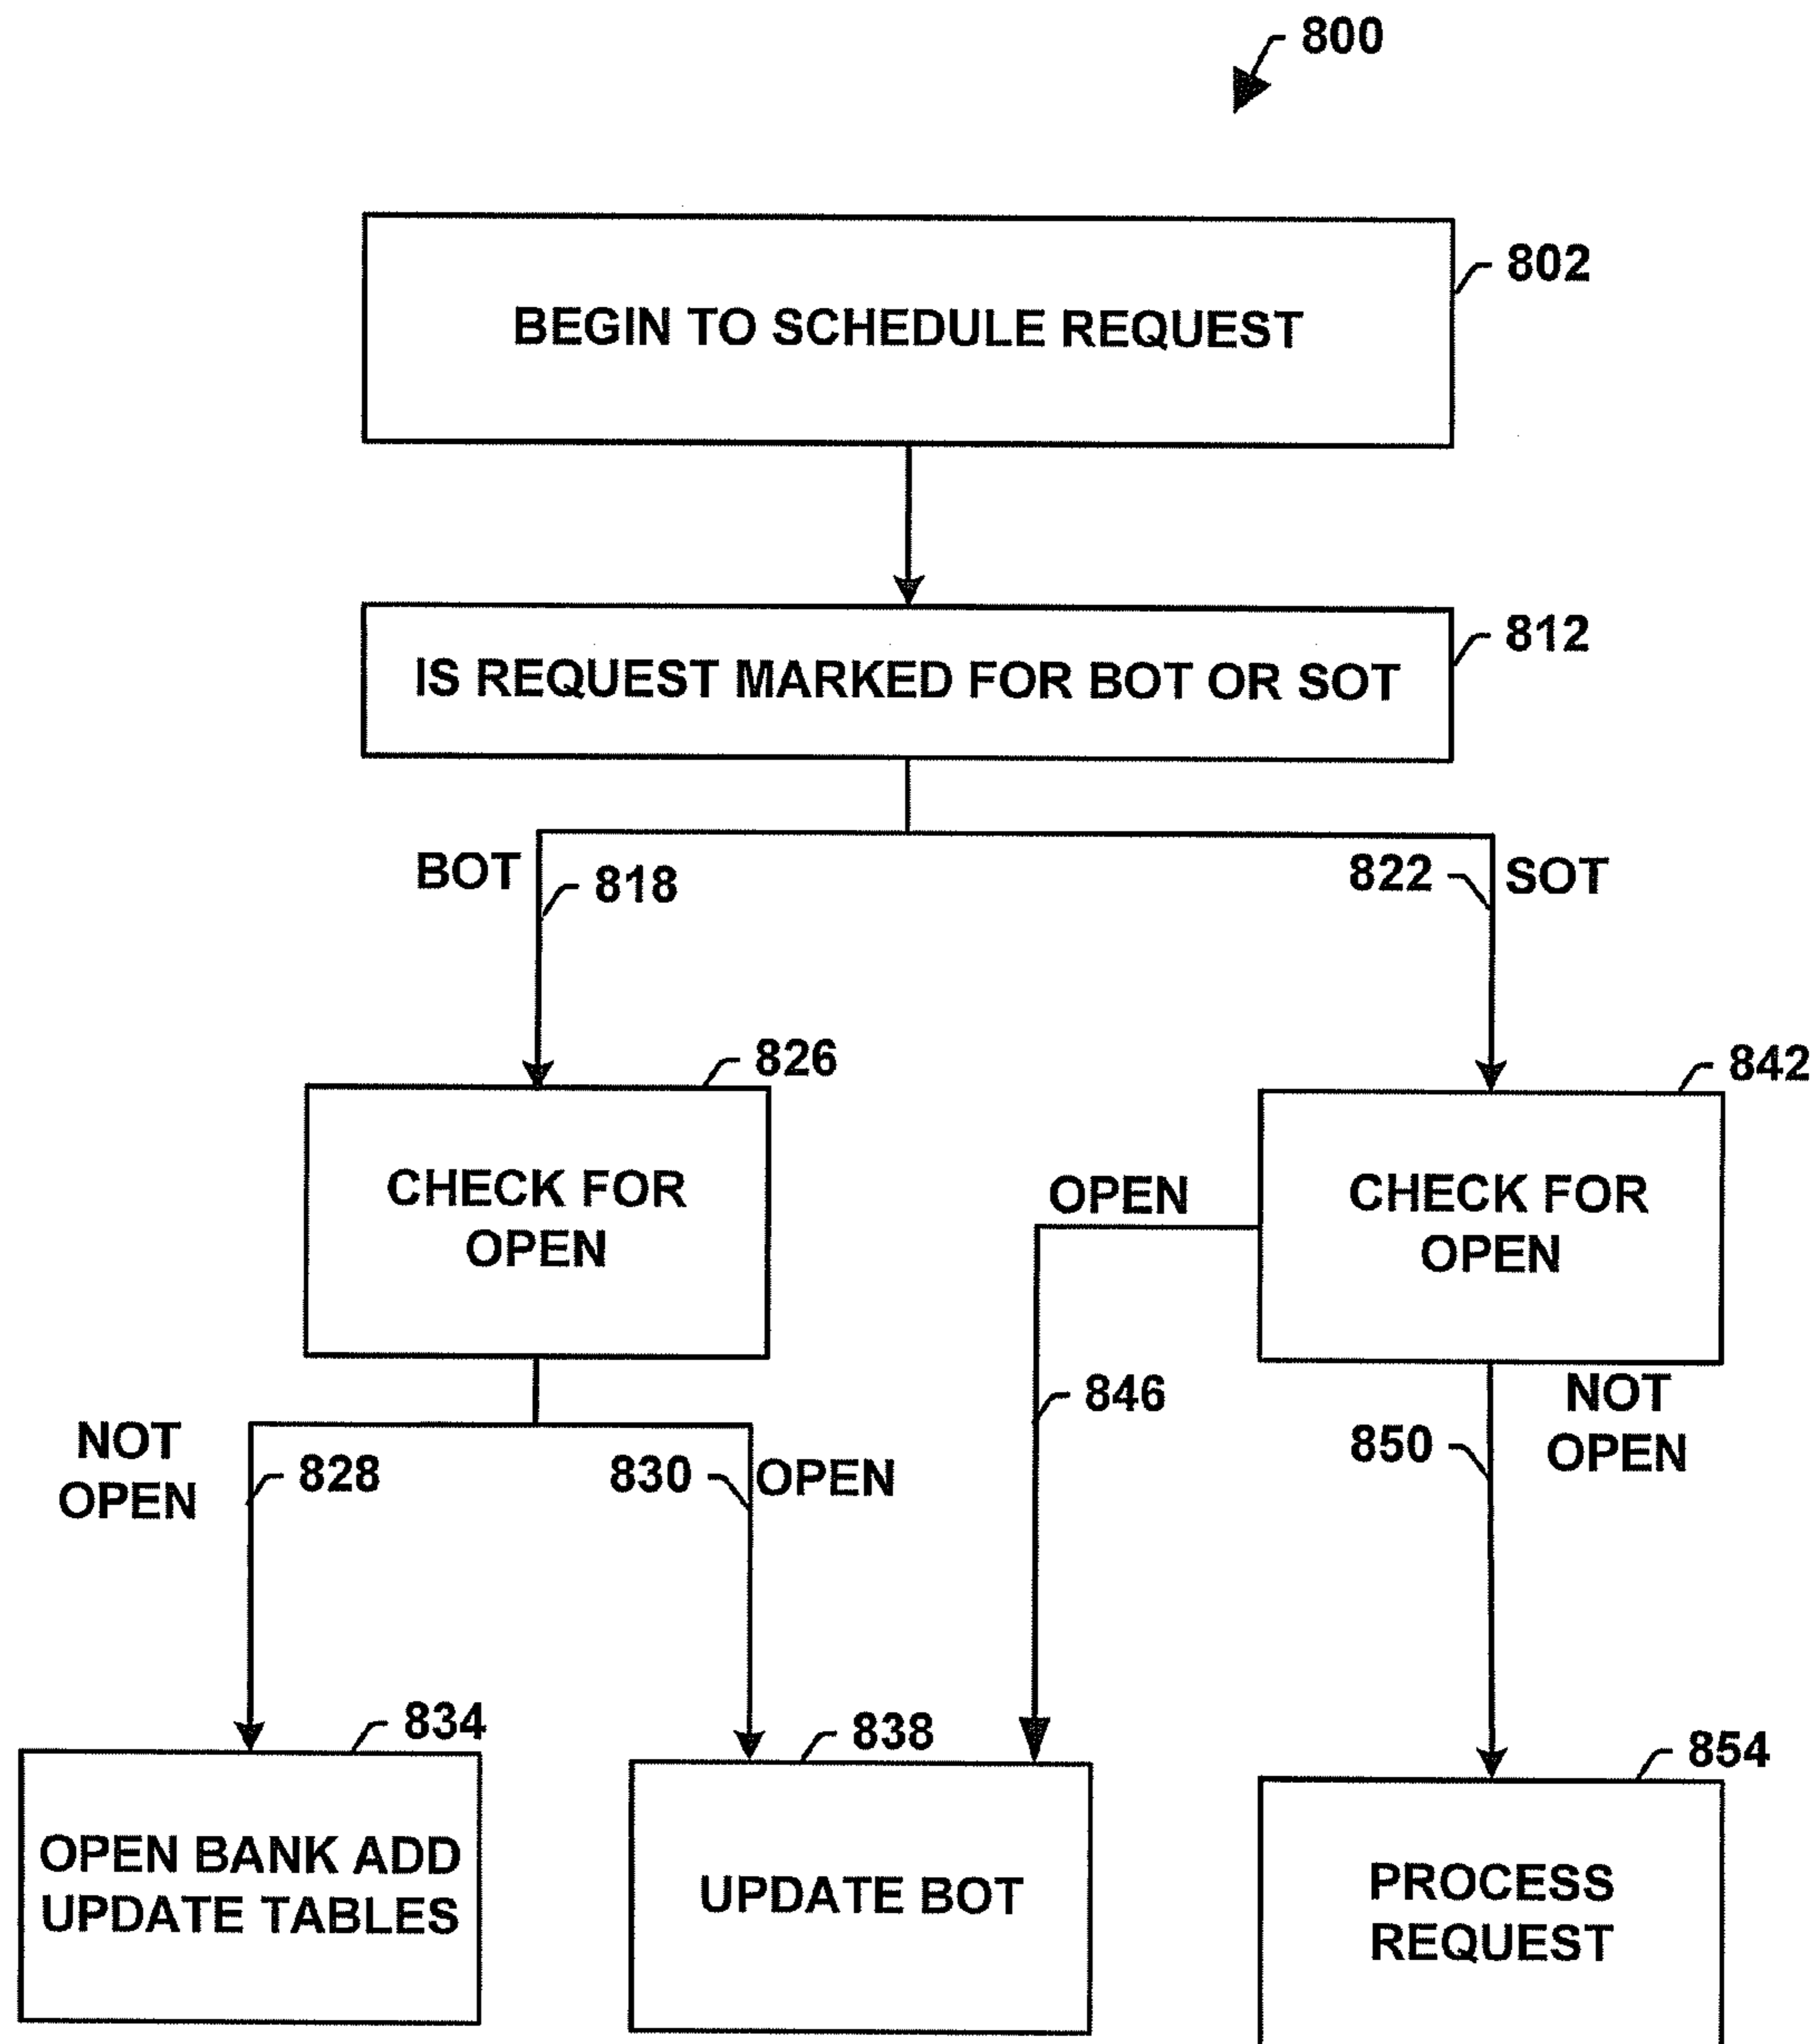 800
802
BEGIN TO SCHEDULE REQUEST
812
IS REQUEST MARKED FOR BOT OR SOT
BOT
818
822
SOT
826
842
CHECK FOR
OPEN
OPEN
CHECK FOR
OPEN
846
NOT
OPEN
850
NOT
OPEN
828
830
OPEN
834
838
854
OPEN BANK ADD
UPDATE TABLES
UPDATE BOT
PROCESS
REQUEST